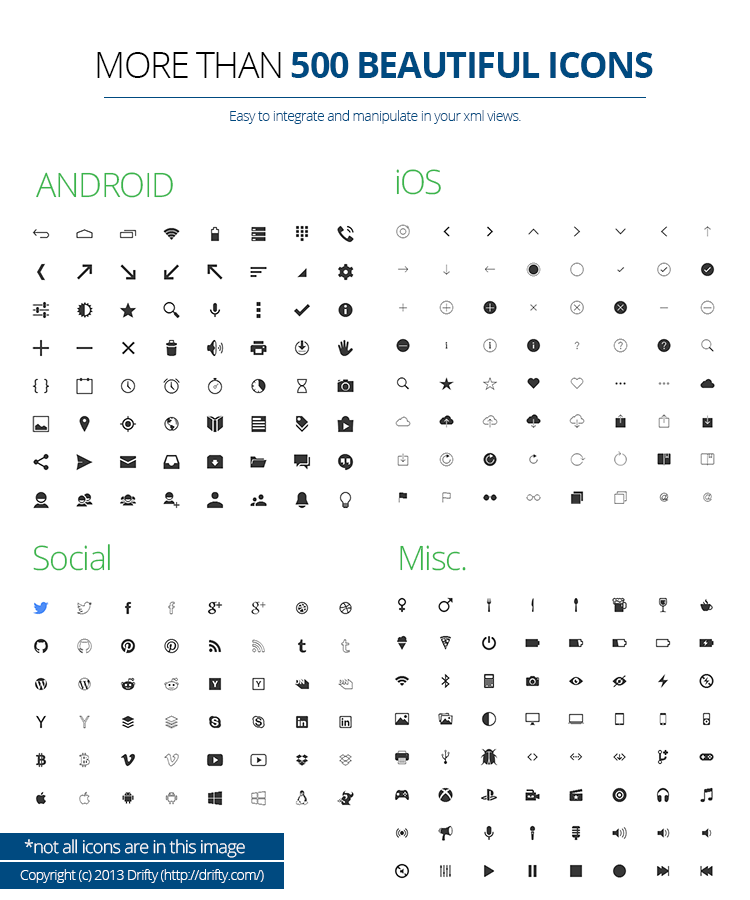 MORE THAN 500 BEAUTIFUL ICONS
Easy to integrate and manipulate in your xml views.
ANDROID
iOS
Social
Misc.
*not all icons are in this image
Copyright (c) 2013 Drifty (http://drifty.com/)